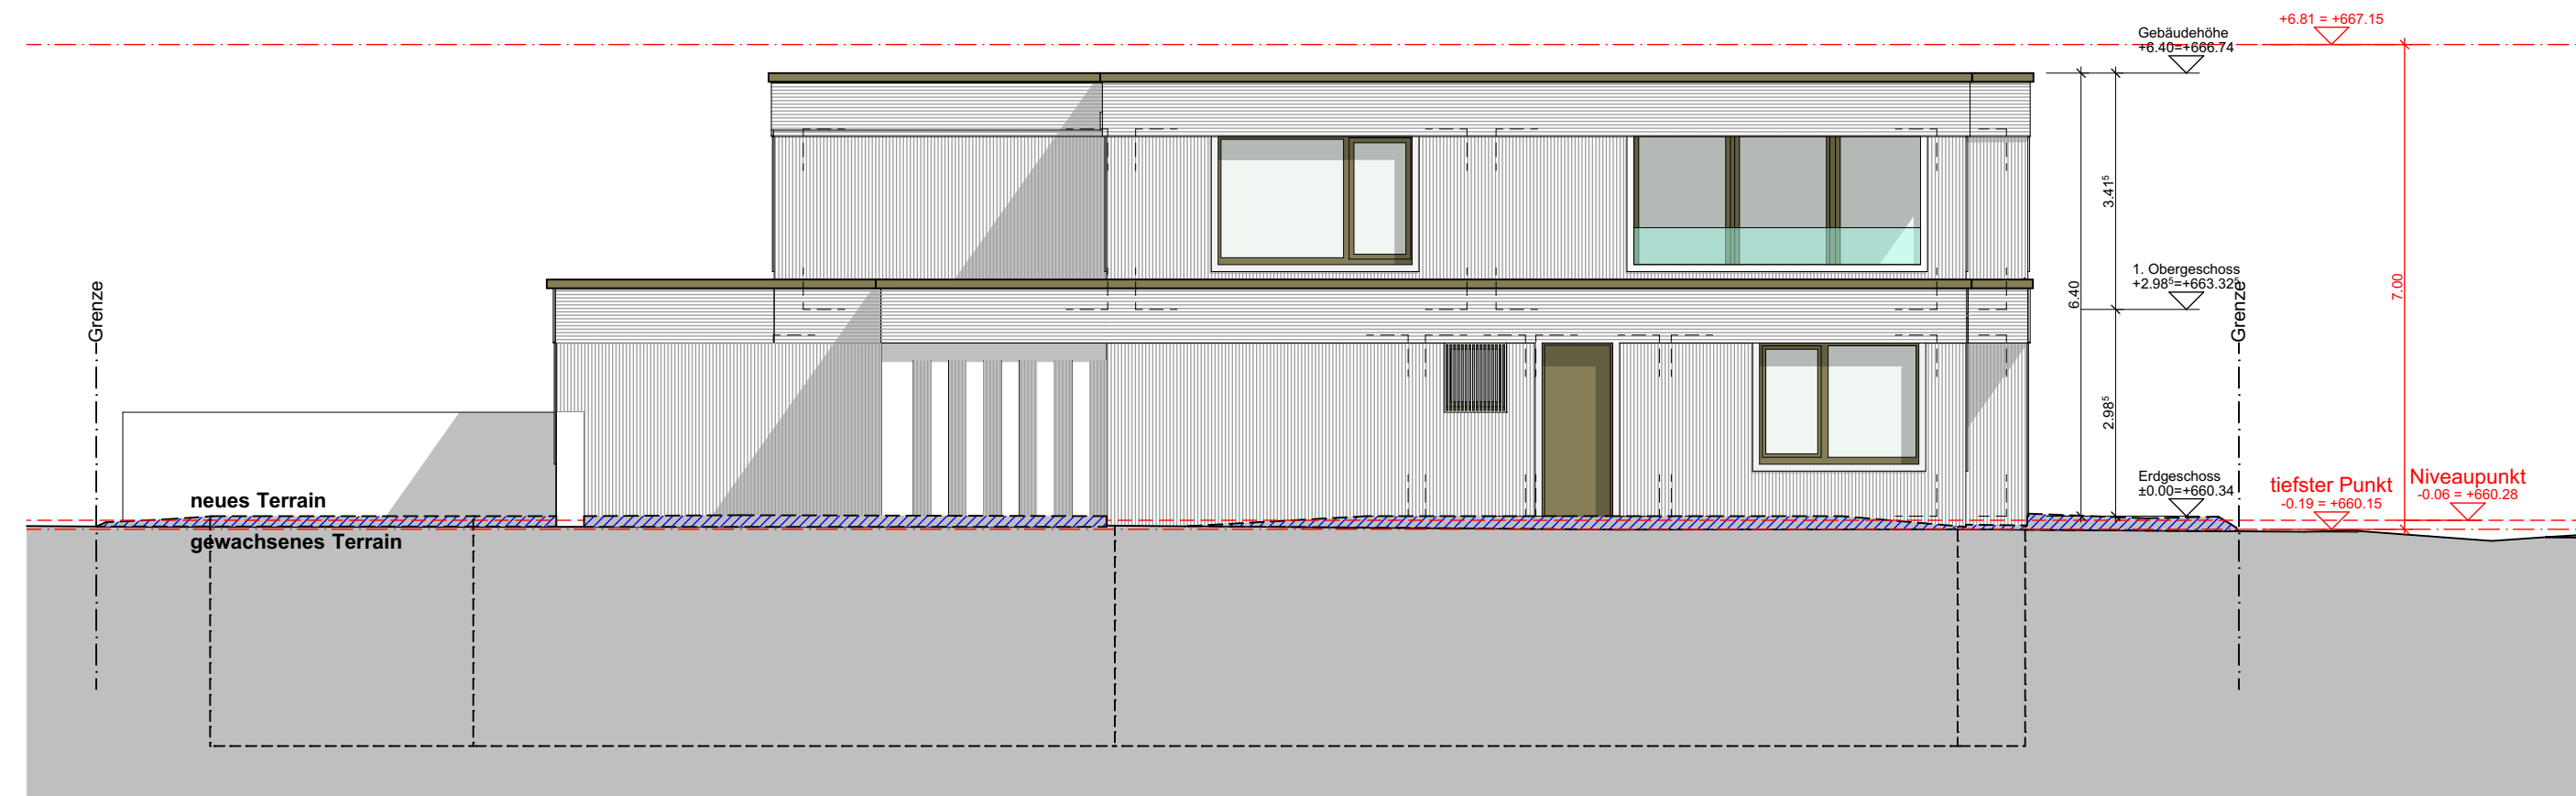 +6.81 = +667.15
Gebäudehöhe
+6.40=+666.74
3.41⁵
1. Obergeschoss
+2.98⁵=+663.32⁵
6.40
7.00
Grenze
Grenze
2.98⁵
Erdgeschoss
±0.00=+660.34
tiefster Punkt
-0.19 = +660.15
Niveaupunkt
-0.06 = +660.28
neues Terrain
gewachsenes Terrain